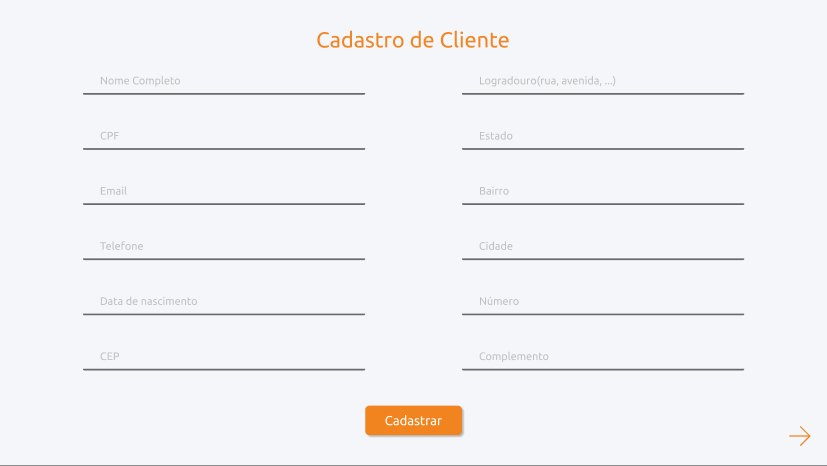 Cadastro de Cliente
Nome Completo
CPF
Email
Telefone
Data de nascimento
CEP
Logradouro(rua, avenida, ...)
Estado
Bairro
Cidade
Número
Complemento
Cadastrar